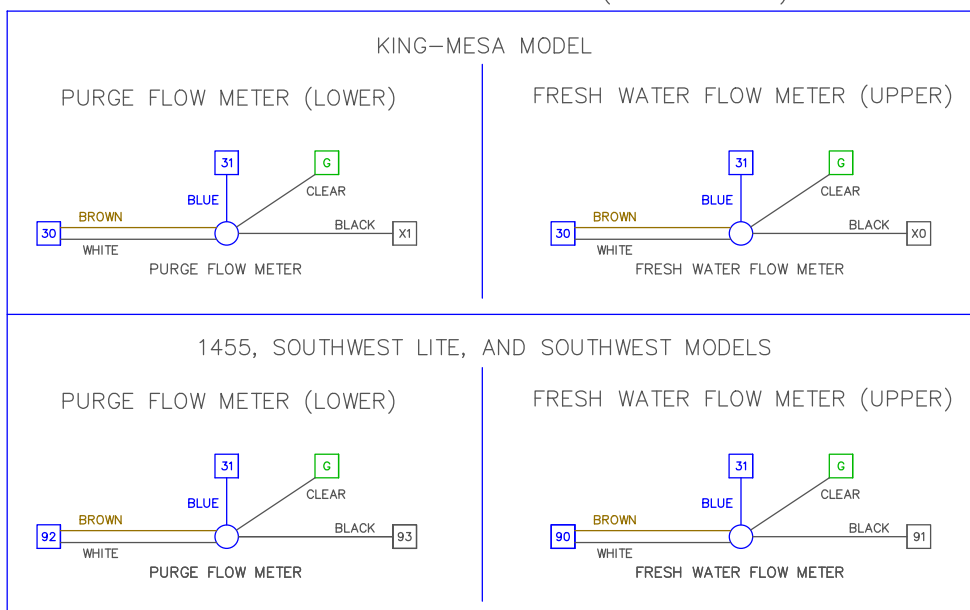 KING-MESA MODEL
PURGE FLOW METER (LOWER)
31
G
CLEAR
BLUE
BROWN
BLACK
30
X1
WHITE
PURGE FLOW METER
FRESH WATER FLOW METER (UPPER)
31
G
CLEAR
BLUE
BROWN
BLACK
30
X0
WHITE
FRESH WATER FLOW METER
1455, SOUTHWEST LITE, AND SOUTHWEST MODELS
PURGE FLOW METER (LOWER)
31
G
CLEAR
BLUE
BROWN
BLACK
92
93
WHITE
PURGE FLOW METER
FRESH WATER FLOW METER (UPPER)
31
G
CLEAR
BLUE
BROWN
BLACK
90
91
WHITE
FRESH WATER FLOW METER